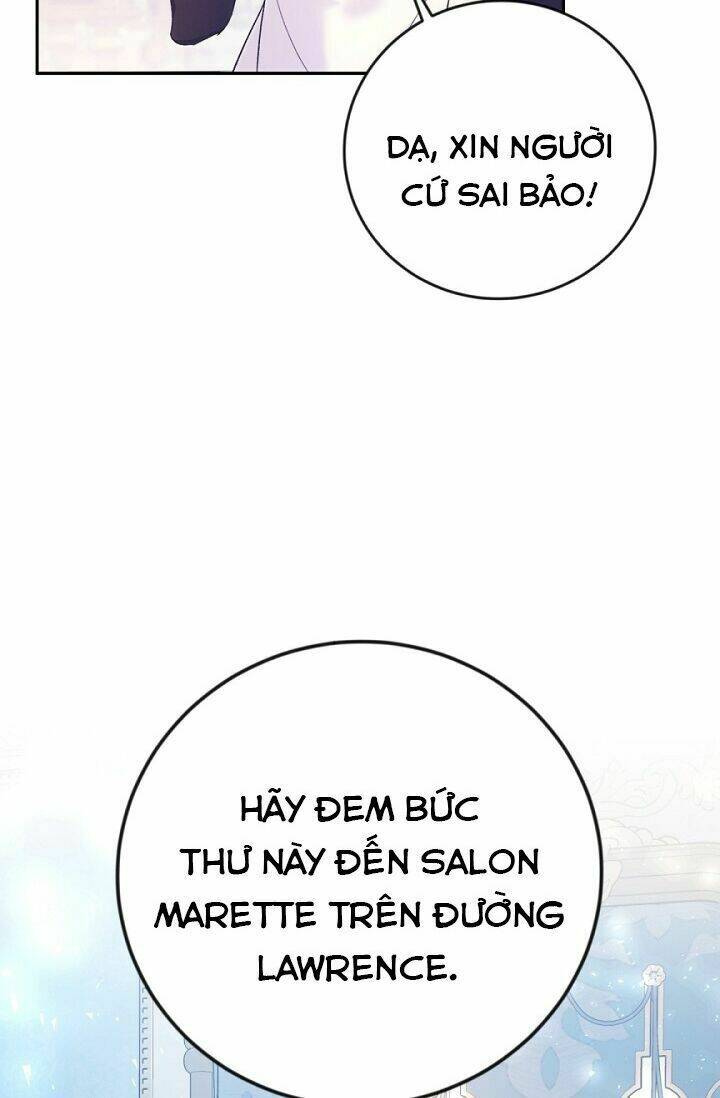 DẠ, XIN NGƯỜI
CỨ SAI BẢO!
HÃY ĐEM BỨC
THƯ NÀY ĐẾN SALON
MARETTE TRÊN ĐƯỜNG
LAWRENCE.